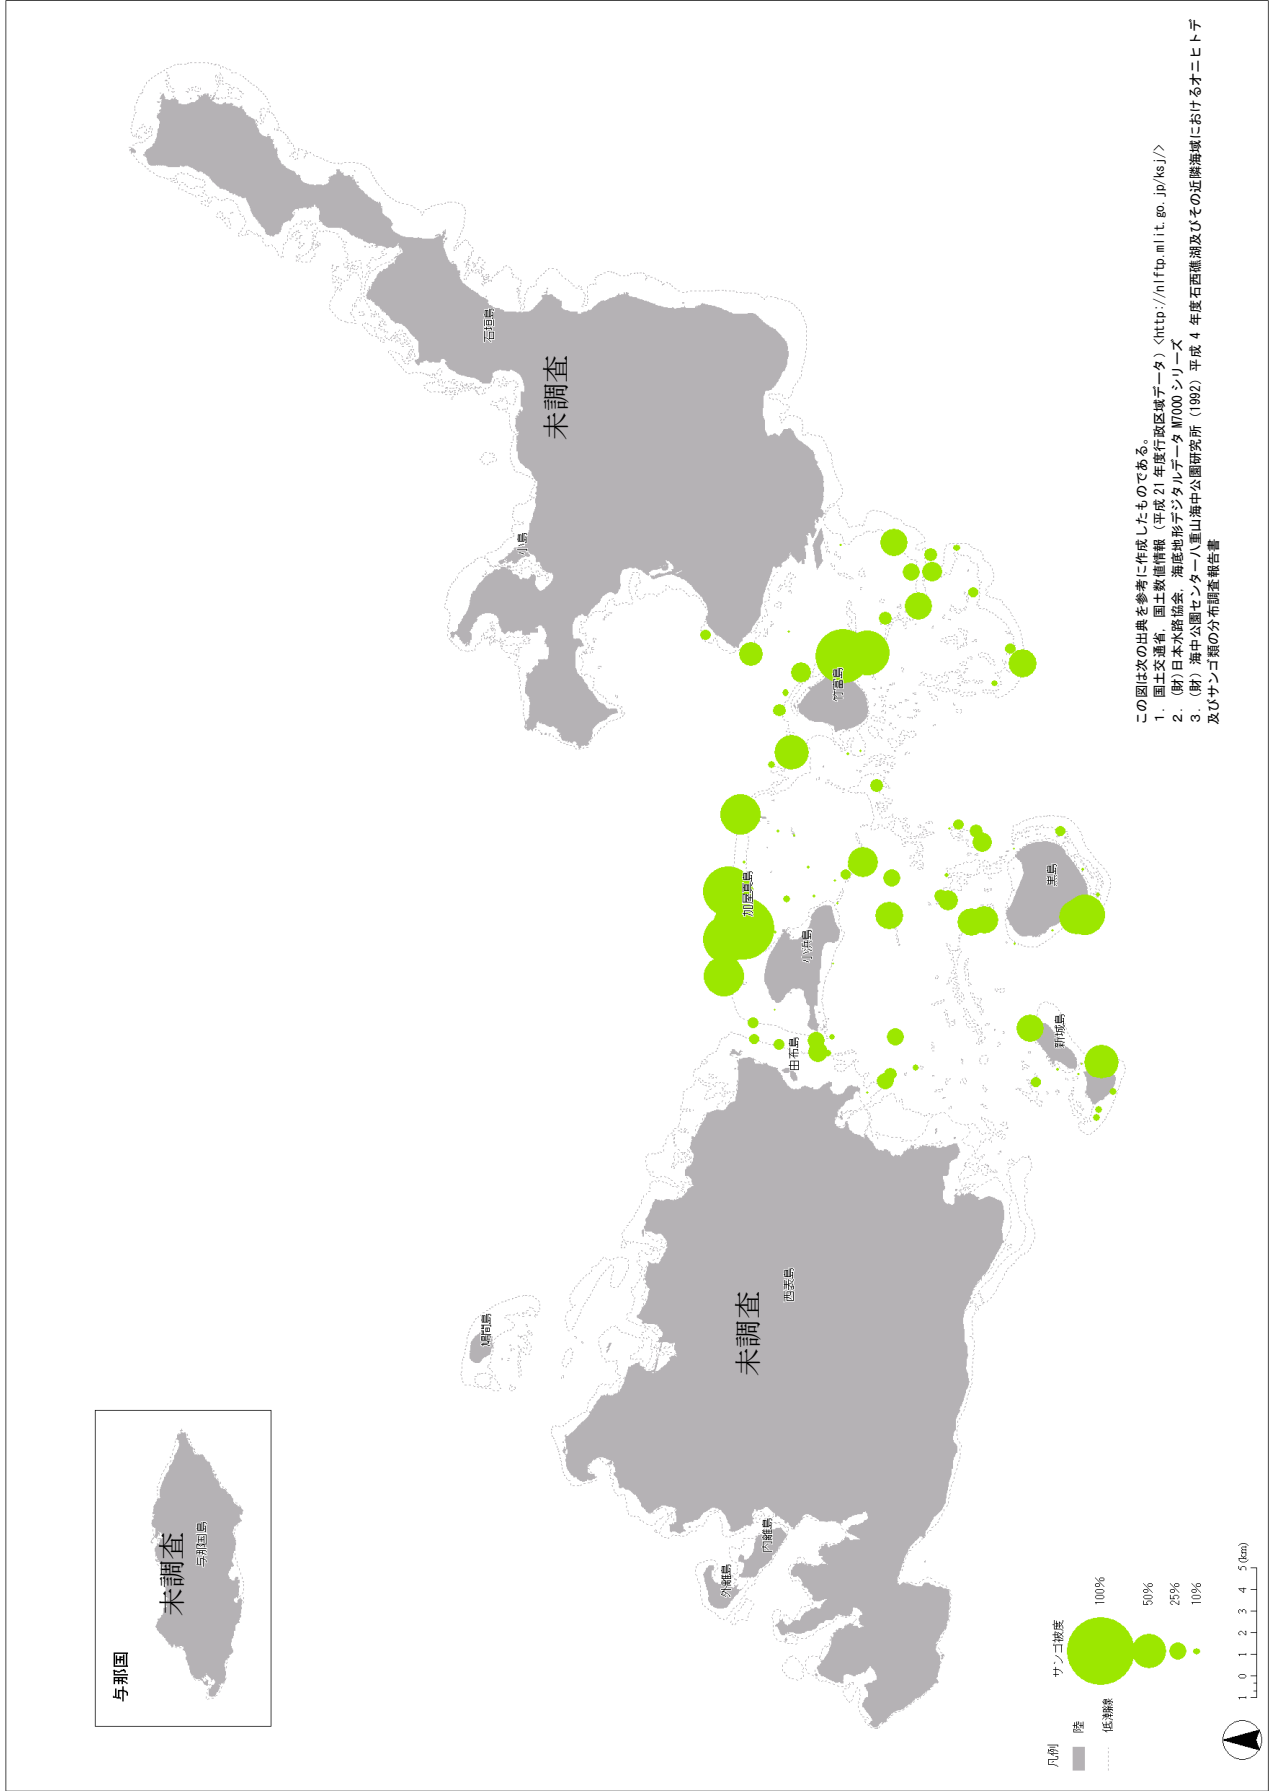 与那国
未調査
与那国島
鳩間島
外離島
内離島
未調査
西表島
由布島
小浜島
加屋真島
新城島
黒島
竹富島
小島
石垣島
未調査
凡例
陸
低潮線
サンゴ被度
100%
50%
25%
10%
1 0 1 2 3 4 5 (km)
この図は次の出典を参考に作成したものである。
1. 国土交通省, 国土数値情報 (平成 21 年度行政区域データ) <http://nlftp.mlit.go.jp/ksj/>
2. (財)日本水路協会, 海底地形デジタルデータ M7000 シリーズ
3. (財) 海中公園センター八重山海中公園研究所 (1992) 平成 4 年度石西礁湖及びその近隣海域におけるオニヒトデ
及びサンゴ類の分布調査報告書